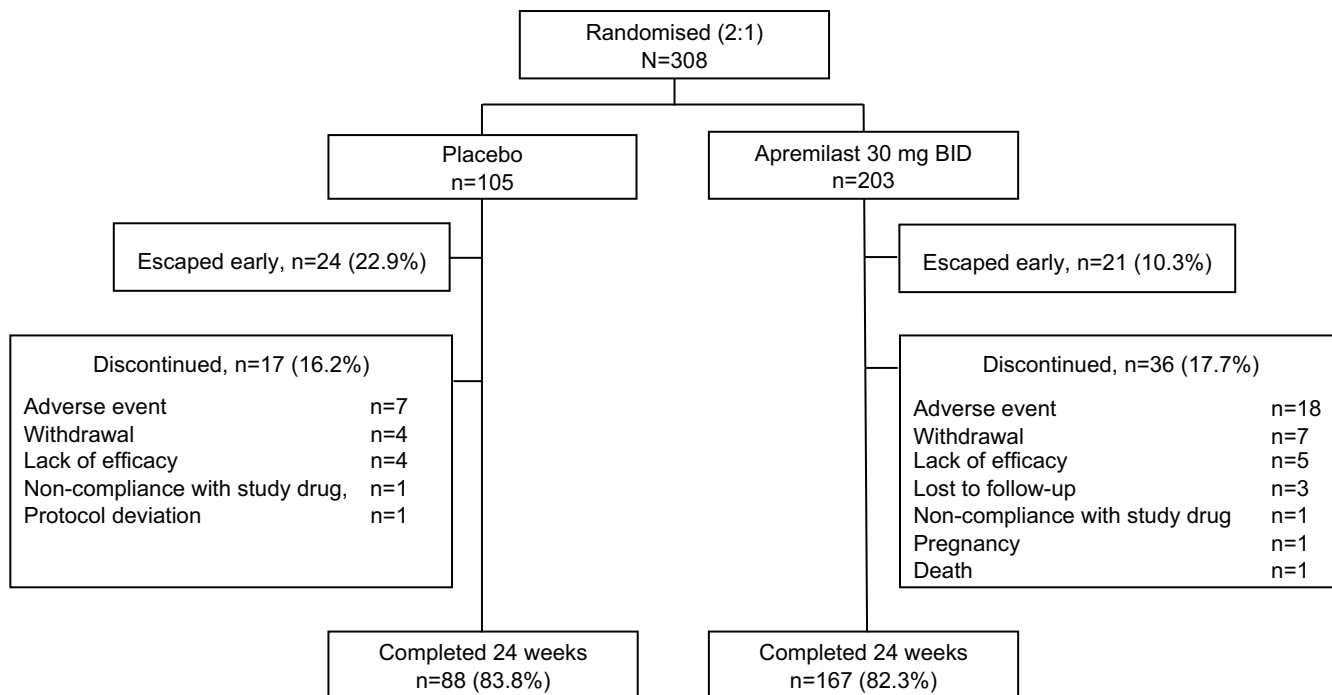 Randomised (2:1)
N=308
Placebo
n=105
Apremilast 30 mg BID
n=203
Escaped early, n=24 (22.9%)
Escaped early, n=21 (10.3%)
Discontinued, n=17 (16.2%)
Adverse event n=7
Withdrawal n=4
Lack of efficacy n=4
Non-compliance with study drug, n=1
Protocol deviation n=1
Discontinued, n=36 (17.7%)
Adverse event n=18
Withdrawal n=7
Lack of efficacy n=5
Lost to follow-up n=3
Non-compliance with study drug n=1
Pregnancy n=1
Death n=1
Completed 24 weeks
n=88 (83.8%)
Completed 24 weeks
n=167 (82.3%)